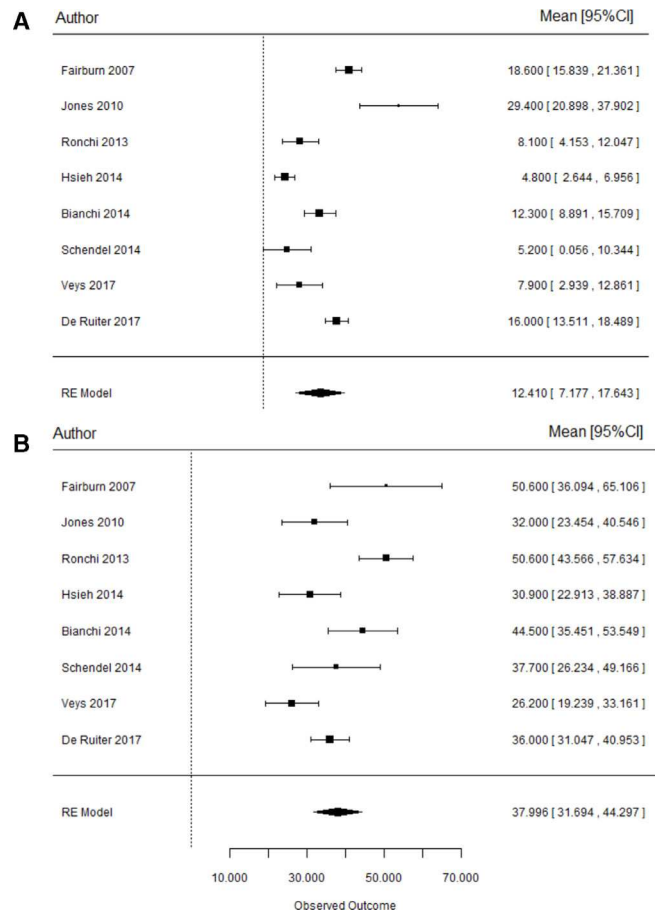 A
Author Mean [95%CI]
Fairburn 2007 18.600 [ 15.839 , 21.361 ]
Jones 2010 29.400 [ 20.898 , 37.902 ]
Ronchi 2013 8.100 [ 4.153 , 12.047 ]
Hsieh 2014 4.800 [ 2.644 , 6.956 ]
Bianchi 2014 12.300 [ 8.891 , 15.709 ]
Schendel 2014 5.200 [ 0.056 , 10.344 ]
Veys 2017 7.900 [ 2.939 , 12.861 ]
De Ruiter 2017 16.000 [ 13.511 , 18.489 ]
RE Model 12.410 [ 7.177 , 17.643 ]
B
Author Mean [95%CI]
Fairburn 2007 50.600 [ 36.094 , 65.106 ]
Jones 2010 32.000 [ 23.454 , 40.546 ]
Ronchi 2013 50.600 [ 43.566 , 57.634 ]
Hsieh 2014 30.900 [ 22.913 , 38.887 ]
Bianchi 2014 44.500 [ 35.451 , 53.549 ]
Schendel 2014 37.700 [ 26.234 , 49.166 ]
Veys 2017 26.200 [ 19.239 , 33.161 ]
De Ruiter 2017 36.000 [ 31.047 , 40.953 ]
RE Model 37.996 [ 31.694 , 44.297 ]
10.000 30.000 50.000 70.000
Observed Outcome